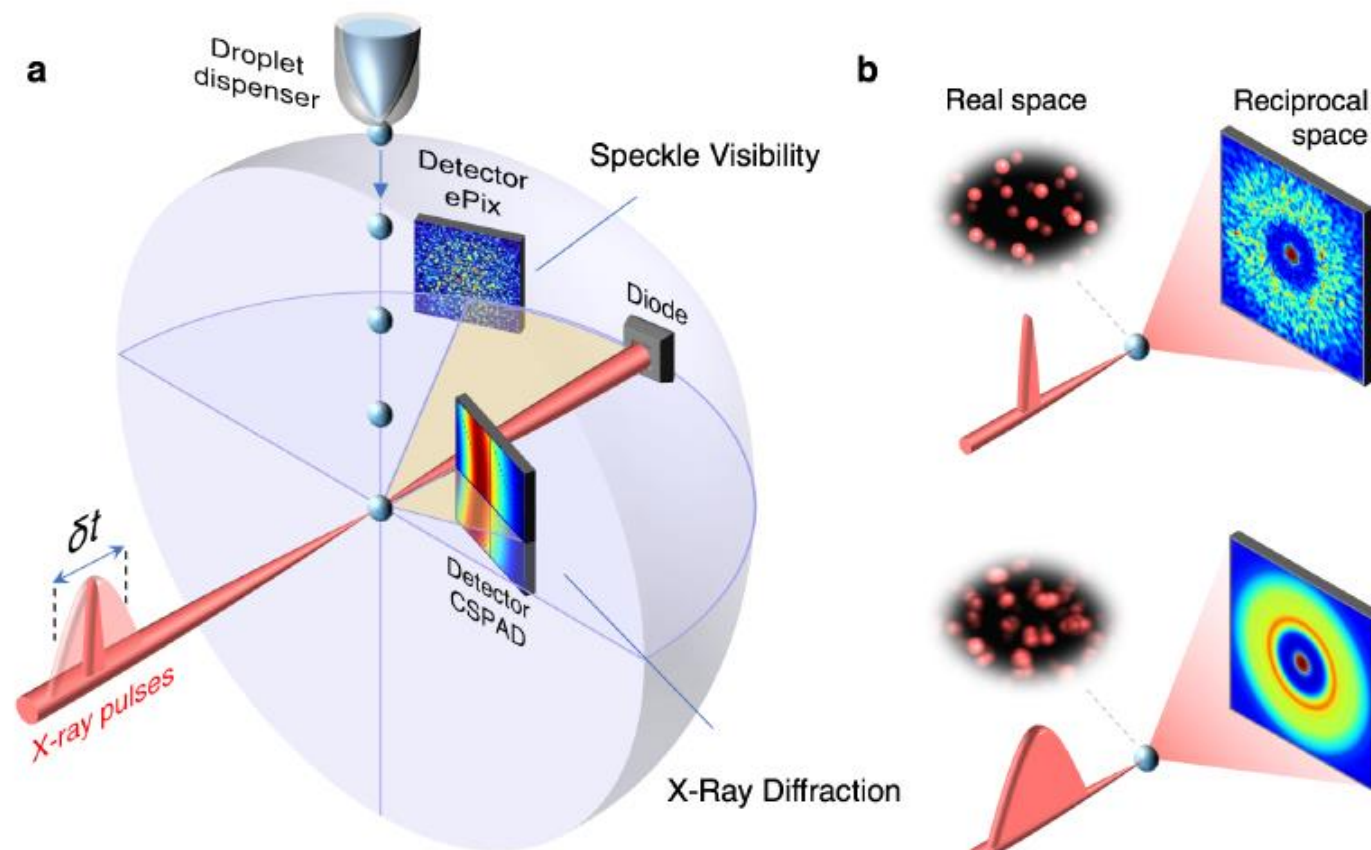 a
Droplet
dispenser
Detector
ePix
Speckle Visibility
Diode
δt
X-ray pulses
Detector
CSPAD
X-Ray Diffraction
b
Real space
Reciprocal
space